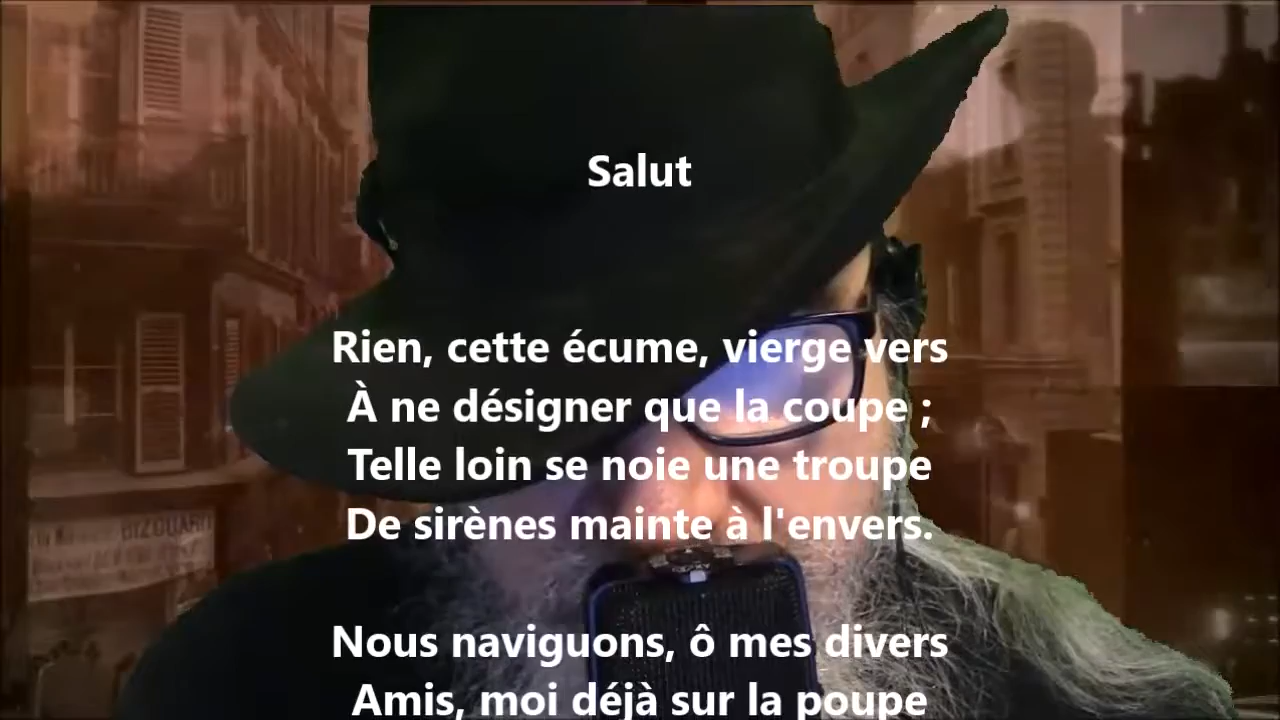 Salut
Rien, cette écume, vierge vers
À ne désigner que la coupe ;
Telle loin se noie une troupe
De sirènes mainte à l'envers.
Nous naviguons, ô mes divers
Amis, moi déjà sur la poupe
BIZOUARD